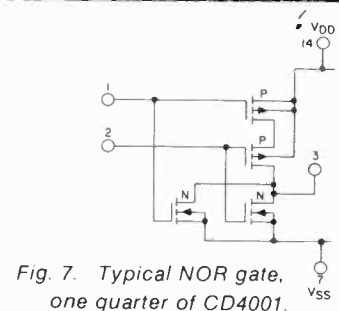 VDD
14
1
P
2
P
3
N
N
7
VSS
Fig. 7. Typical NOR gate,
one quarter of CD4001.